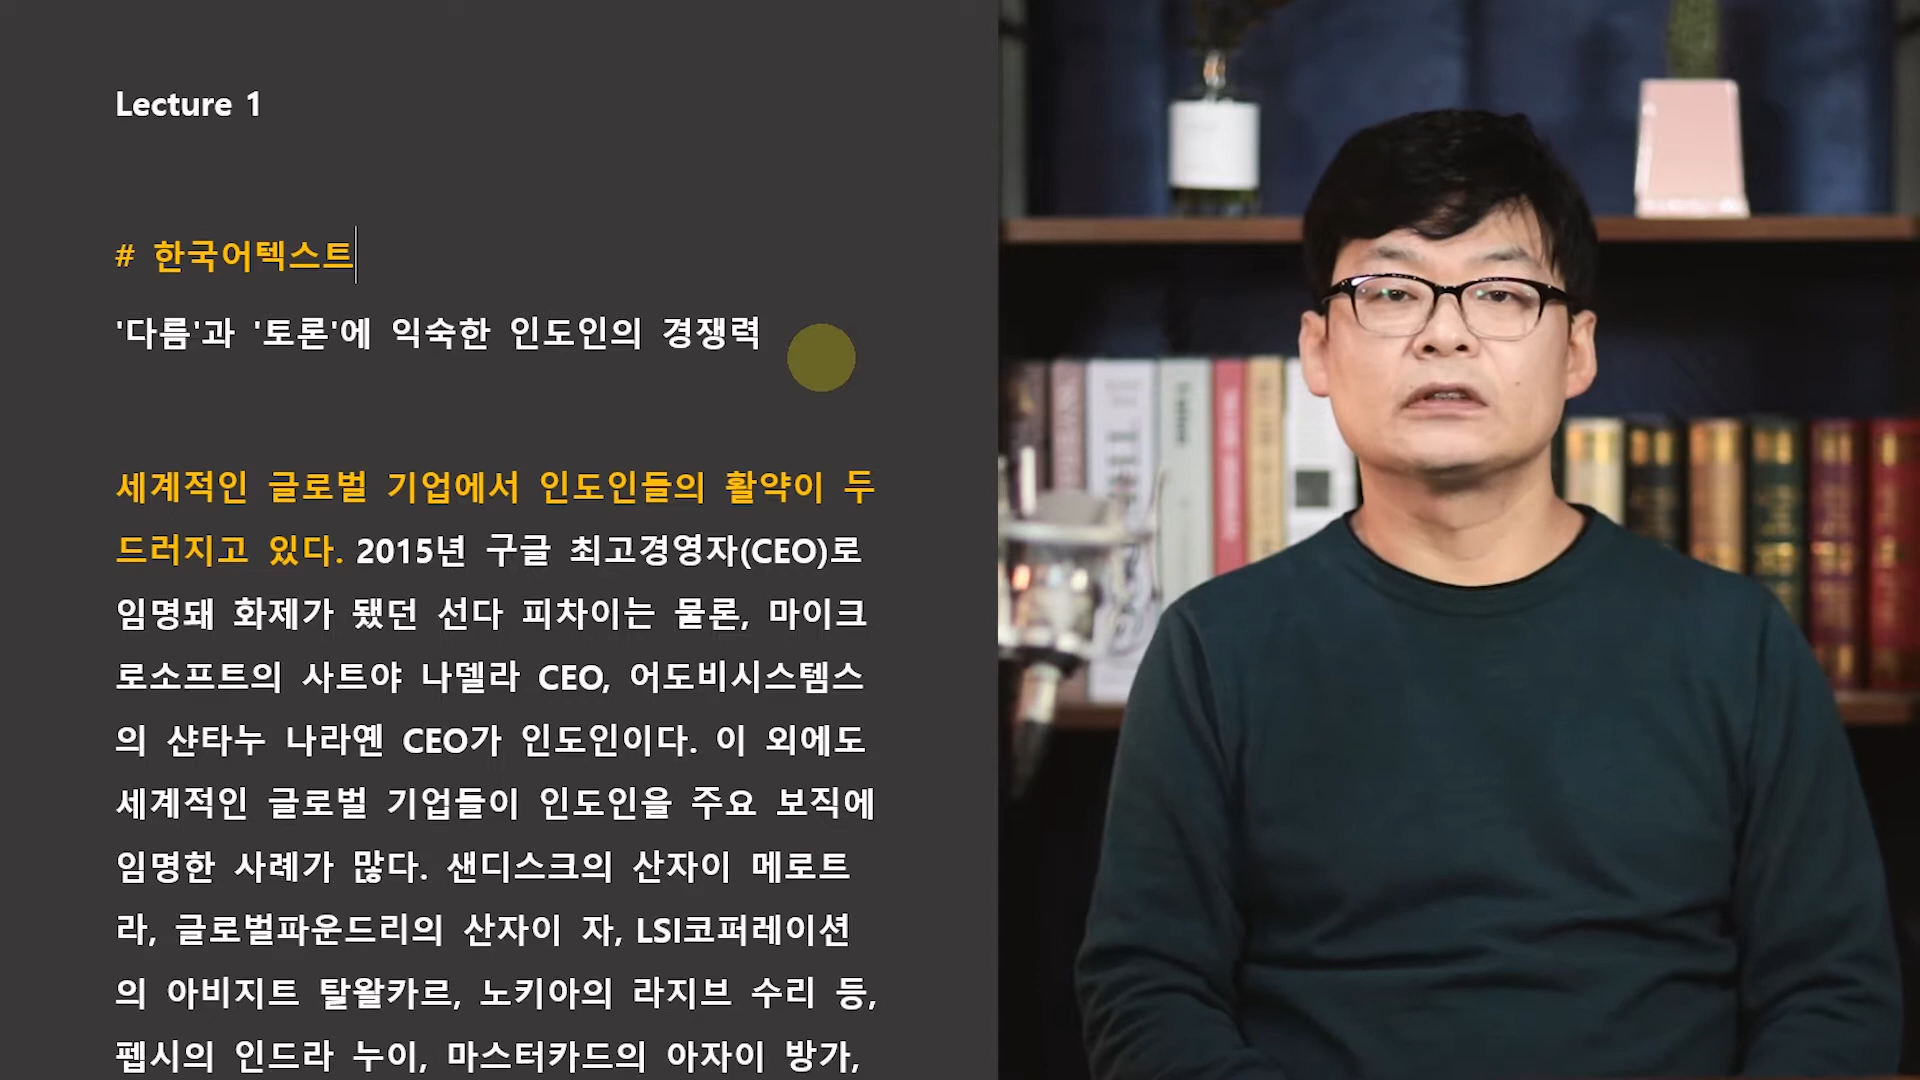 Lecture 1
# 한국어텍스트
'다름'과 '토론'에 익숙한 인도인의 경쟁력
세계적인 글로벌 기업에서 인도인들의 활약이 두
드러지고 있다. 2015년 구글 최고경영자(CEO)로
임명돼 화제가 됐던 선다 피차이는 물론, 마이크
로소프트의 사트야 나델라 CEO, 어도비시스템스
의 샨타누 나라옌 CEO가 인도인이다. 이 외에도
세계적인 글로벌 기업들이 인도인을 주요 보직에
임명한 사례가 많다. 샌디스크의 산자이 메로트
라, 글로벌파운드리의 산자이 자, LSI코퍼레이션
의 아비지트 탈왈카르, 노키아의 라지브 수리 등,
펩시의 인드라 누이, 마스터카드의 아자이 방가,